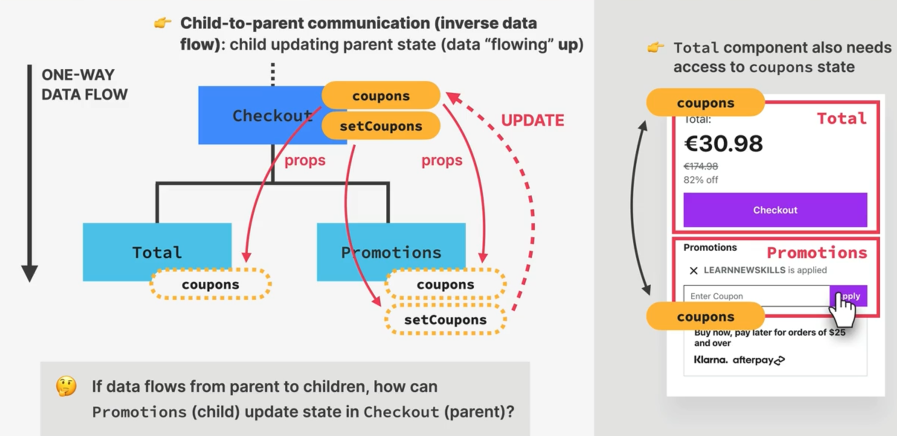 👉 Child-to-parent communication (inverse data
flow): child updating parent state (data “flowing” up)
ONE-WAY
DATA FLOW
Checkout
coupons
setCoupons
UPDATE
props
props
Total
coupons
Promotions
coupons
setCoupons
🤔 If data flows from parent to children, how can
Promotions (child) update state in Checkout (parent)?
👉 Total component also needs
access to coupons state
coupons
Total:
Total
€30.98
€174.98
82% off
Checkout
Promotions
Promotions
✕ LEARNNEWSKILLS is applied
Enter Coupon
Apply
coupons
Buy now, pay later for orders of $25
and over
Klarna. afterpay